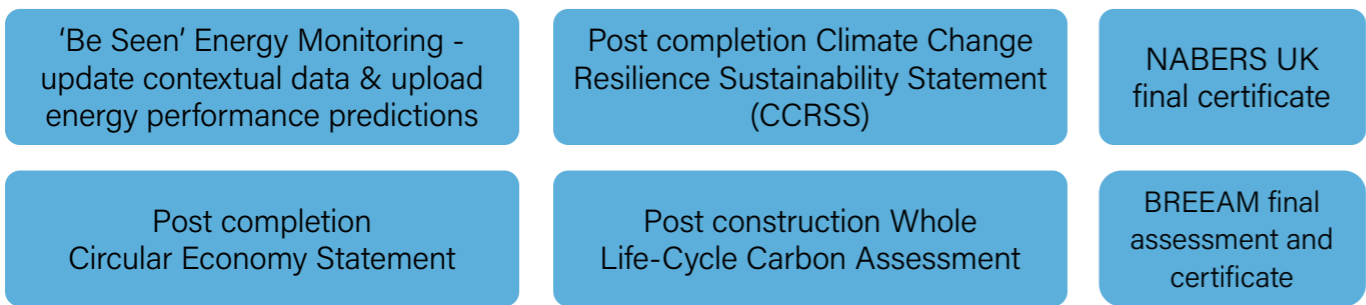 ‘Be Seen’ Energy Monitoring -
update contextual data & upload
energy performance predictions
Post completion Climate Change
Resilience Sustainability Statement
(CCRSS)
NABERS UK
final certificate
Post completion
Circular Economy Statement
Post construction Whole
Life-Cycle Carbon Assessment
BREEAM final
assessment and
certificate